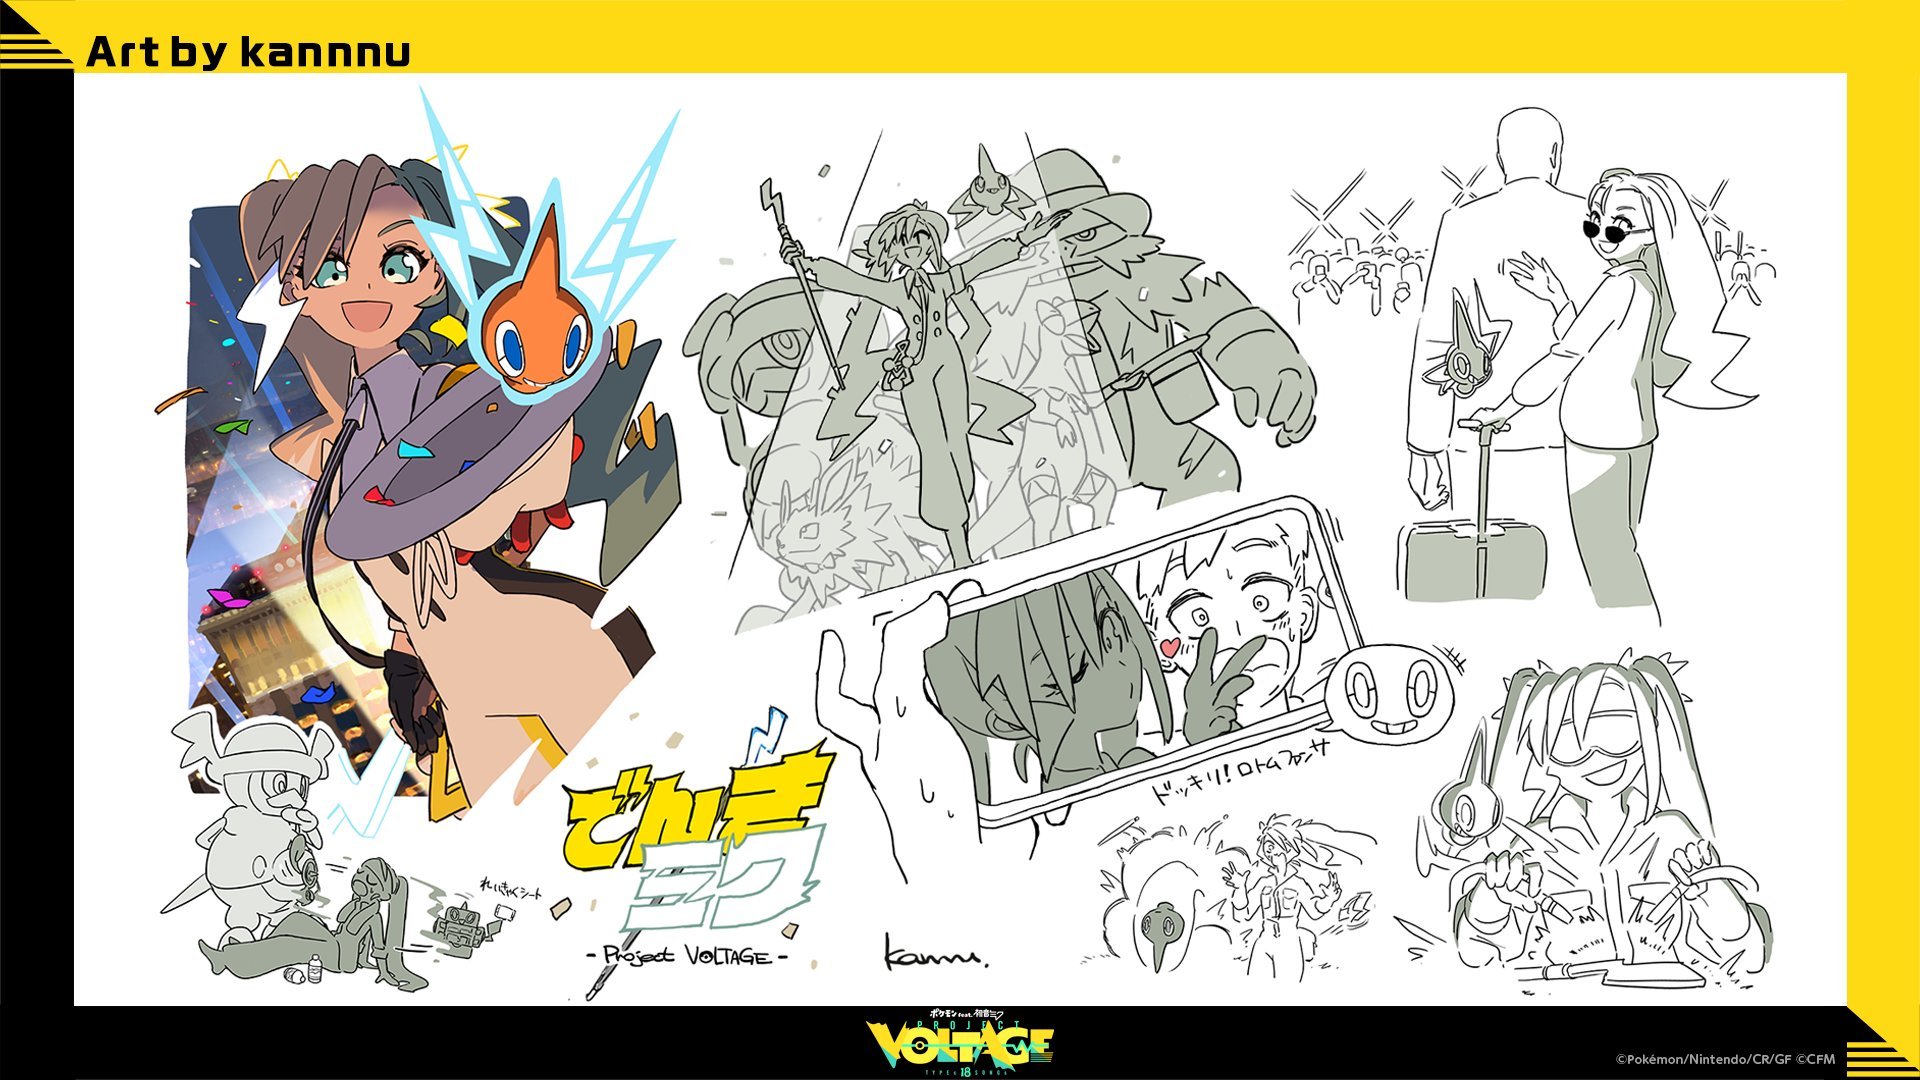 Art by kannnu
ドッキリ!ロトムファンサ
れいきゃくシート
でんき
ミク
- Project VOLTAGE -
kannnu.
ポケモン feat. 初音ミク
PROJECT
VOLTAGE
TYPES 18 SONGS
©Pokémon/Nintendo/CR/GF ©CFM